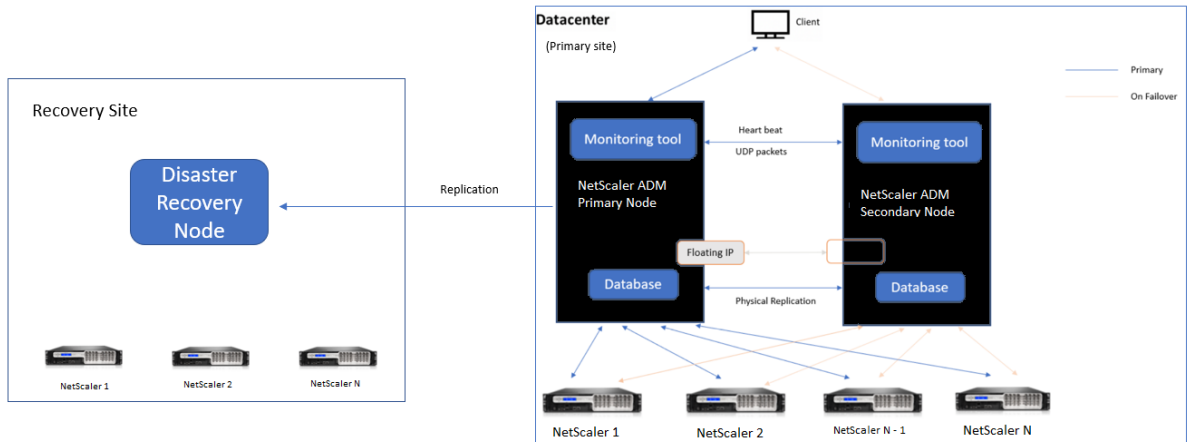 Recovery Site
Disaster
Recovery
Node
NetScaler 1
NetScaler 2
NetScaler N
Replication
Datacenter
(Primary site)
Client
Primary
On Failover
Monitoring tool
NetScaler ADM
Primary Node
Floating IP
Database
Heart beat
UDP packets
Physical Replication
Monitoring tool
NetScaler ADM
Secondary Node
Database
NetScaler 1
NetScaler 2
NetScaler N - 1
NetScaler N